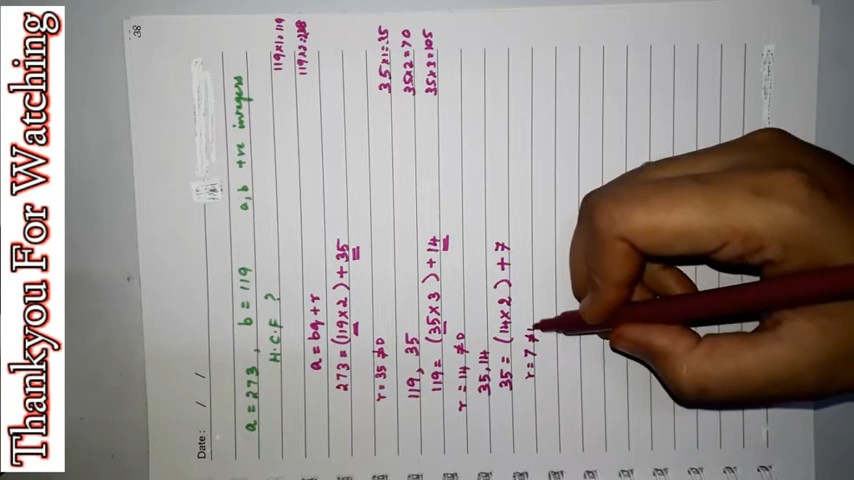 Thankyou For Watching
38
Date : / /
a = 273, b = 119 a, b +ve integers
H.C.F ?
119×1=119
119×2=238
a = bq + r
273 = (119×2) + 35
r = 35 ≠ 0
35×1=35
35×2=70
35×3=105
119, 35
119 = (35×3) + 14
r = 14 ≠ 0
35, 14
35 = (14×2) + 7
r = 7 ≠